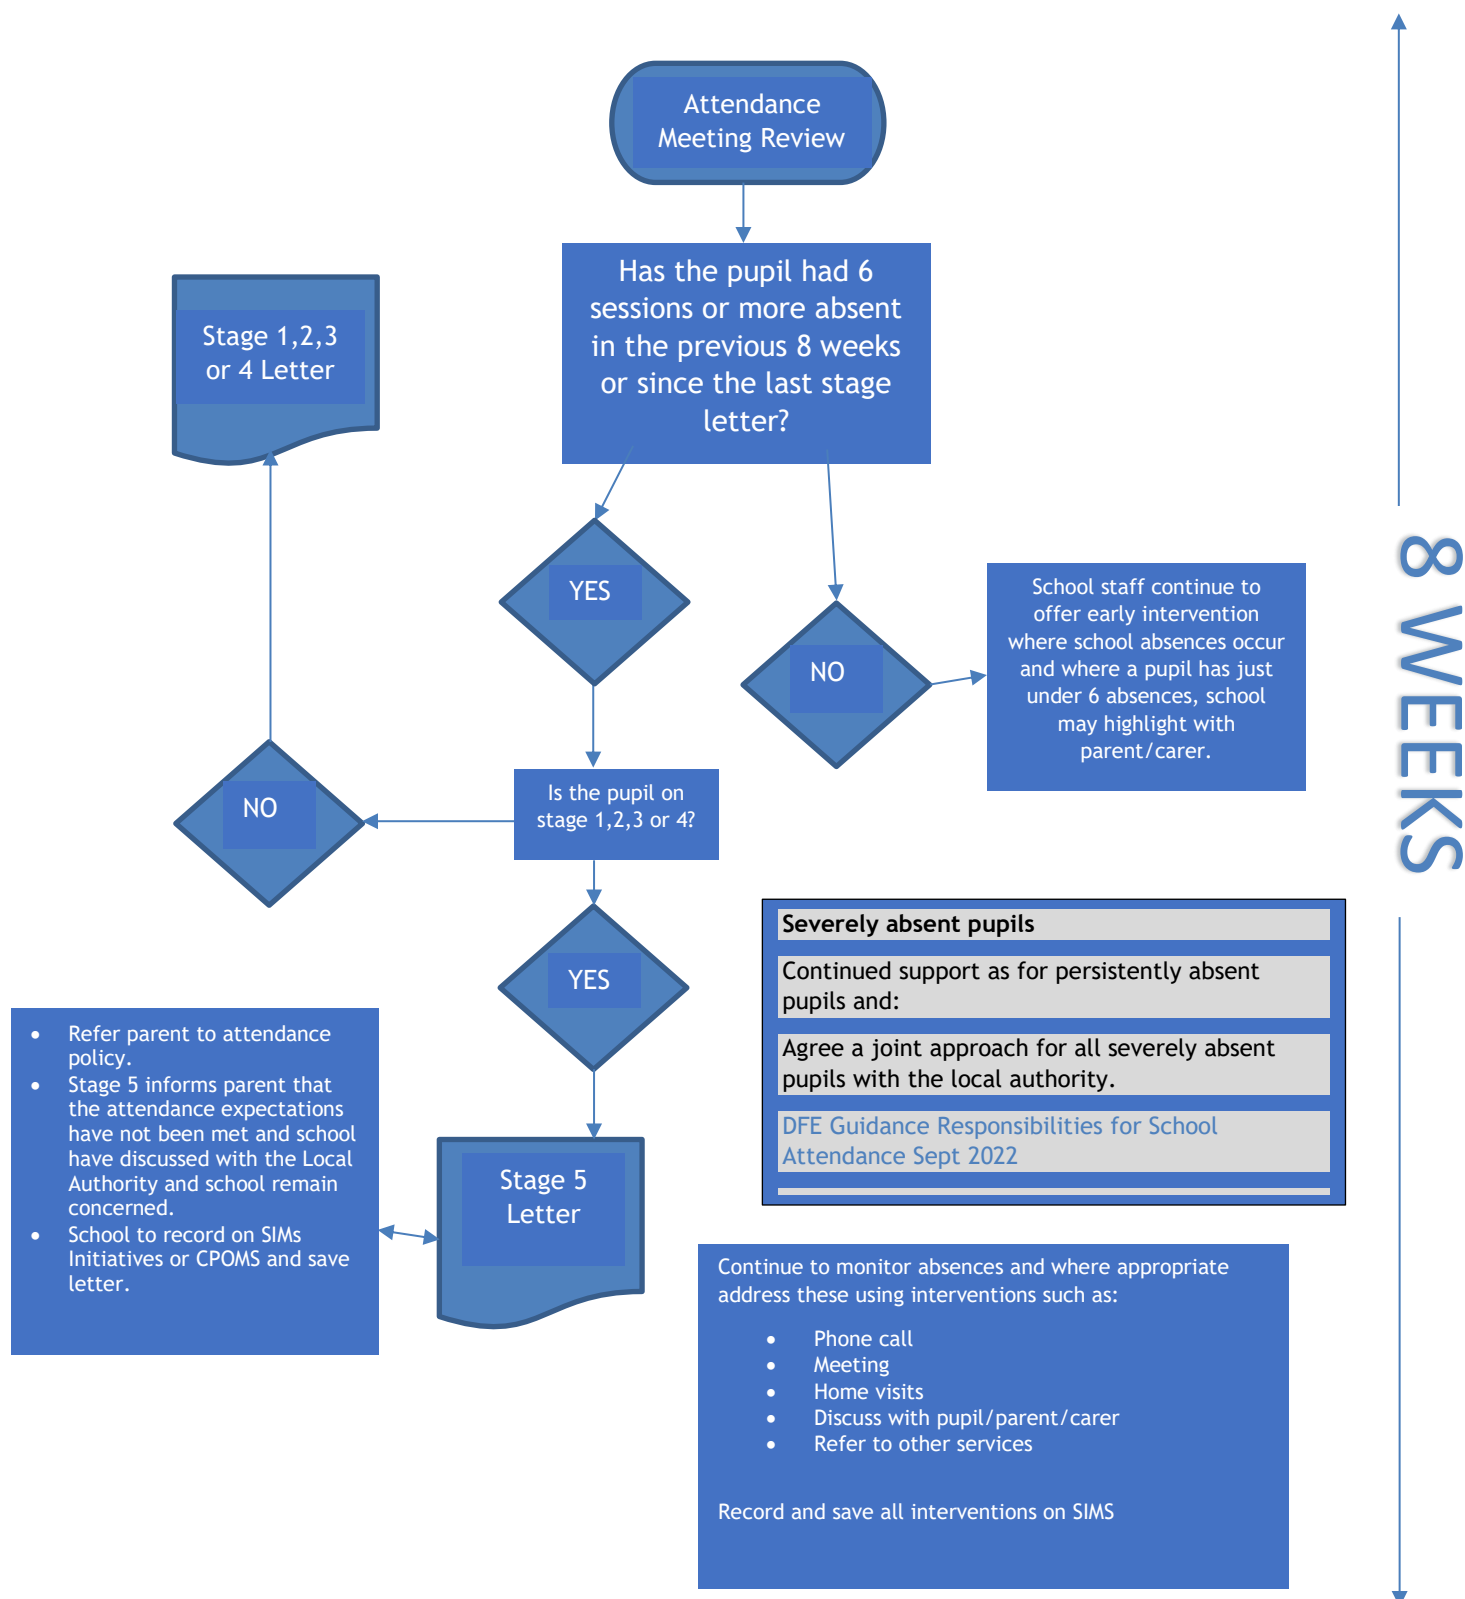 Attendance
Meeting Review
Has the pupil had 6
sessions or more absent
in the previous 8 weeks
or since the last stage
letter?
Stage 1,2,3
or 4 Letter
YES
NO
School staff continue to
offer early intervention
where school absences occur
and where a pupil has just
under 6 absences, school
may highlight with
parent/carer.
8 WEEKS
Is the pupil on
stage 1,2,3 or 4?
NO
YES
Severely absent pupils
Continued support as for persistently absent
pupils and:
Agree a joint approach for all severely absent
pupils with the local authority.
DFE Guidance Responsibilities for School
Attendance Sept 2022
• Refer parent to attendance
policy.
• Stage 5 informs parent that
the attendance expectations
have not been met and school
have discussed with the Local
Authority and school remain
concerned.
• School to record on SIMs
Initiatives or CPOMS and save
letter.
Stage 5
Letter
Continue to monitor absences and where appropriate
address these using interventions such as:
• Phone call
• Meeting
• Home visits
• Discuss with pupil/parent/carer
• Refer to other services
Record and save all interventions on SIMS